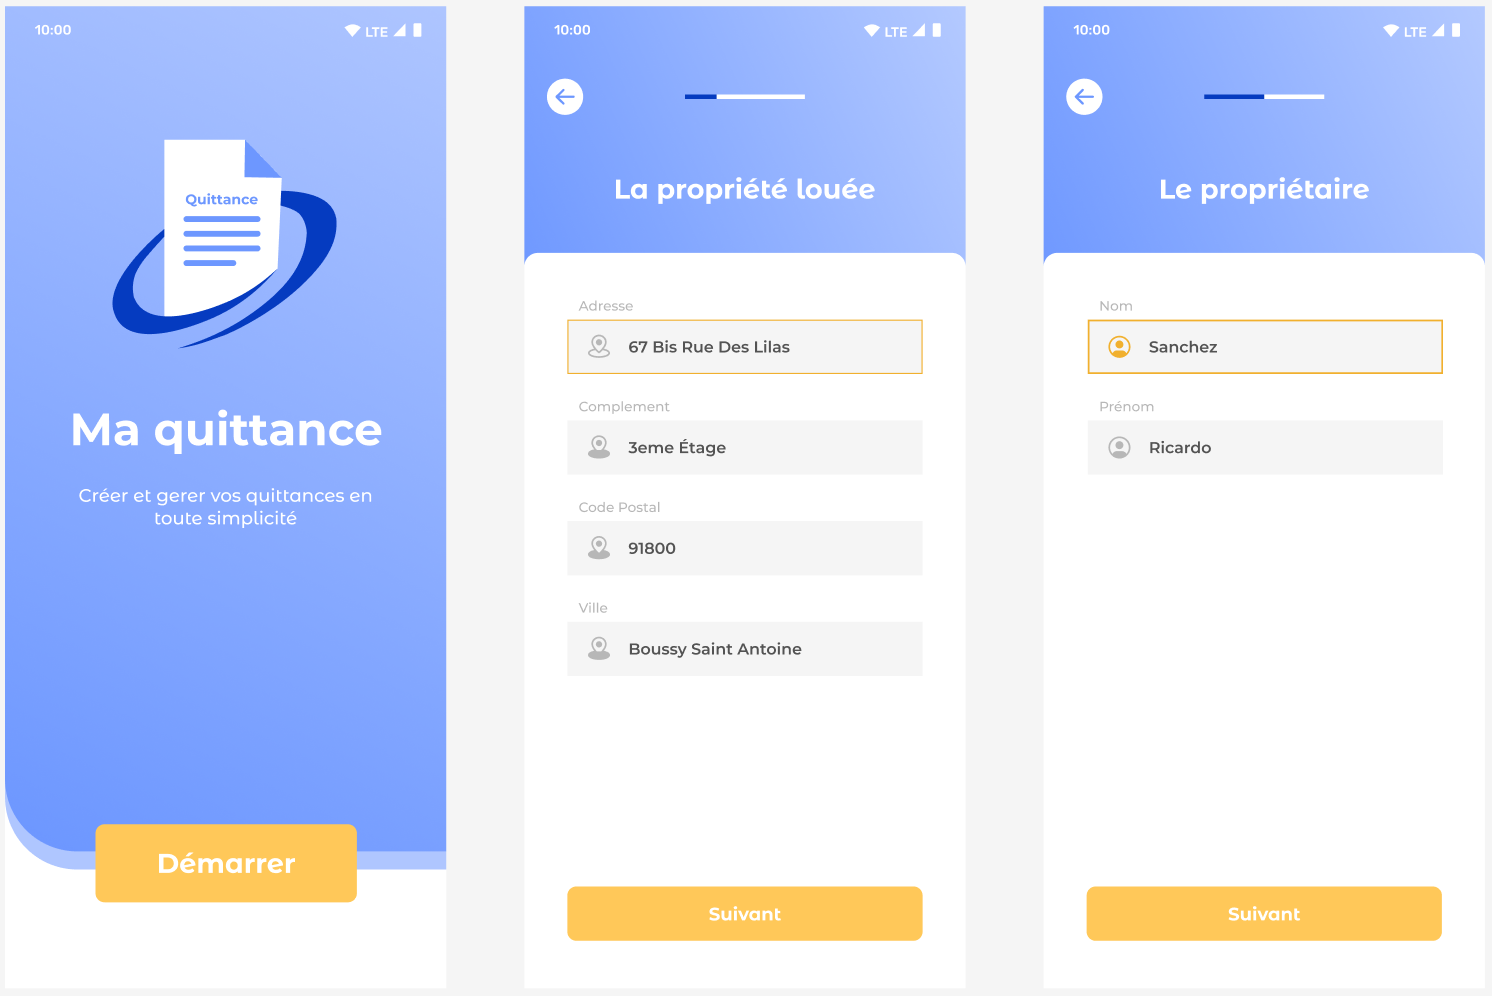 10:00
LTE
Quittance
Ma quittance
Créer et gerer vos quittances en
toute simplicité
Démarrer
10:00
LTE
La propriété louée
Adresse
67 Bis Rue Des Lilas
Complement
3eme Étage
Code Postal
91800
Ville
Boussy Saint Antoine
Suivant
10:00
LTE
Le propriétaire
Nom
Sanchez
Prénom
Ricardo
Suivant